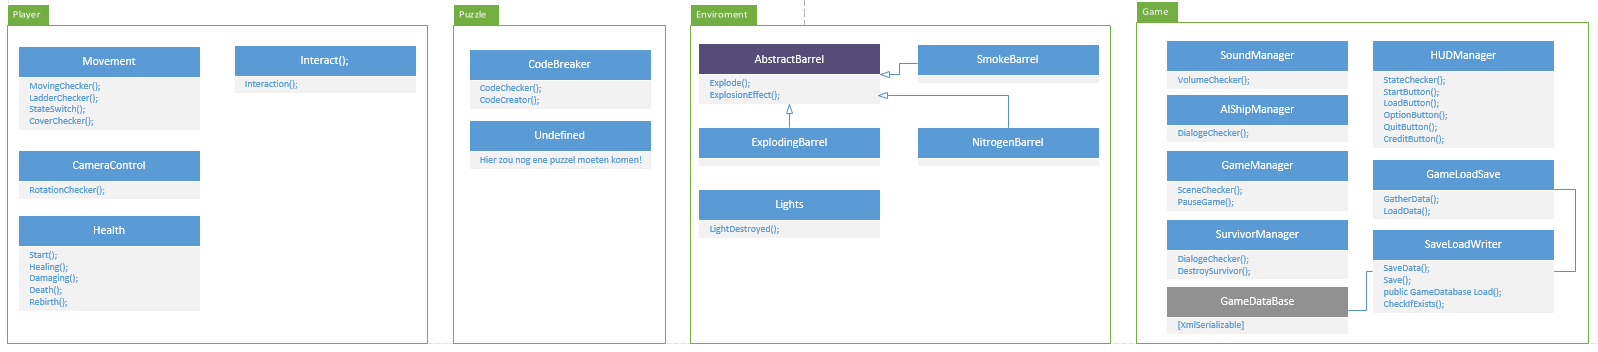 Player
Movement
MovingChecker();
LadderChecker();
StateSwitch();
CoverChecker();
Interact();
Interaction();
CameraControl
RotationChecker();
Health
Start();
Healing();
Damaging();
Death();
Rebirth();
Puzzle
CodeBreaker
CodeChecker();
CodeCreator();
Undefined
Hier zou nog ene puzzel moeten komen!
Enviroment
AbstractBarrel
Explode();
ExplosionEffect();
SmokeBarrel
ExplodingBarrel
NitrogenBarrel
Lights
LightDestroyed();
Game
SoundManager
VolumeChecker();
AIShipManager
DialogeChecker();
GameManager
SceneChecker();
PauseGame();
SurvivorManager
DialogeChecker();
DestroySurvivor();
GameDataBase
[XmlSerializable]
HUDManager
StateChecker();
StartButton();
LoadButton();
OptionButton();
QuitButton();
CreditButton();
GameLoadSave
GatherData();
LoadData();
SaveLoadWriter
SaveData();
Save();
public GameDatabase Load();
CheckIfExists();